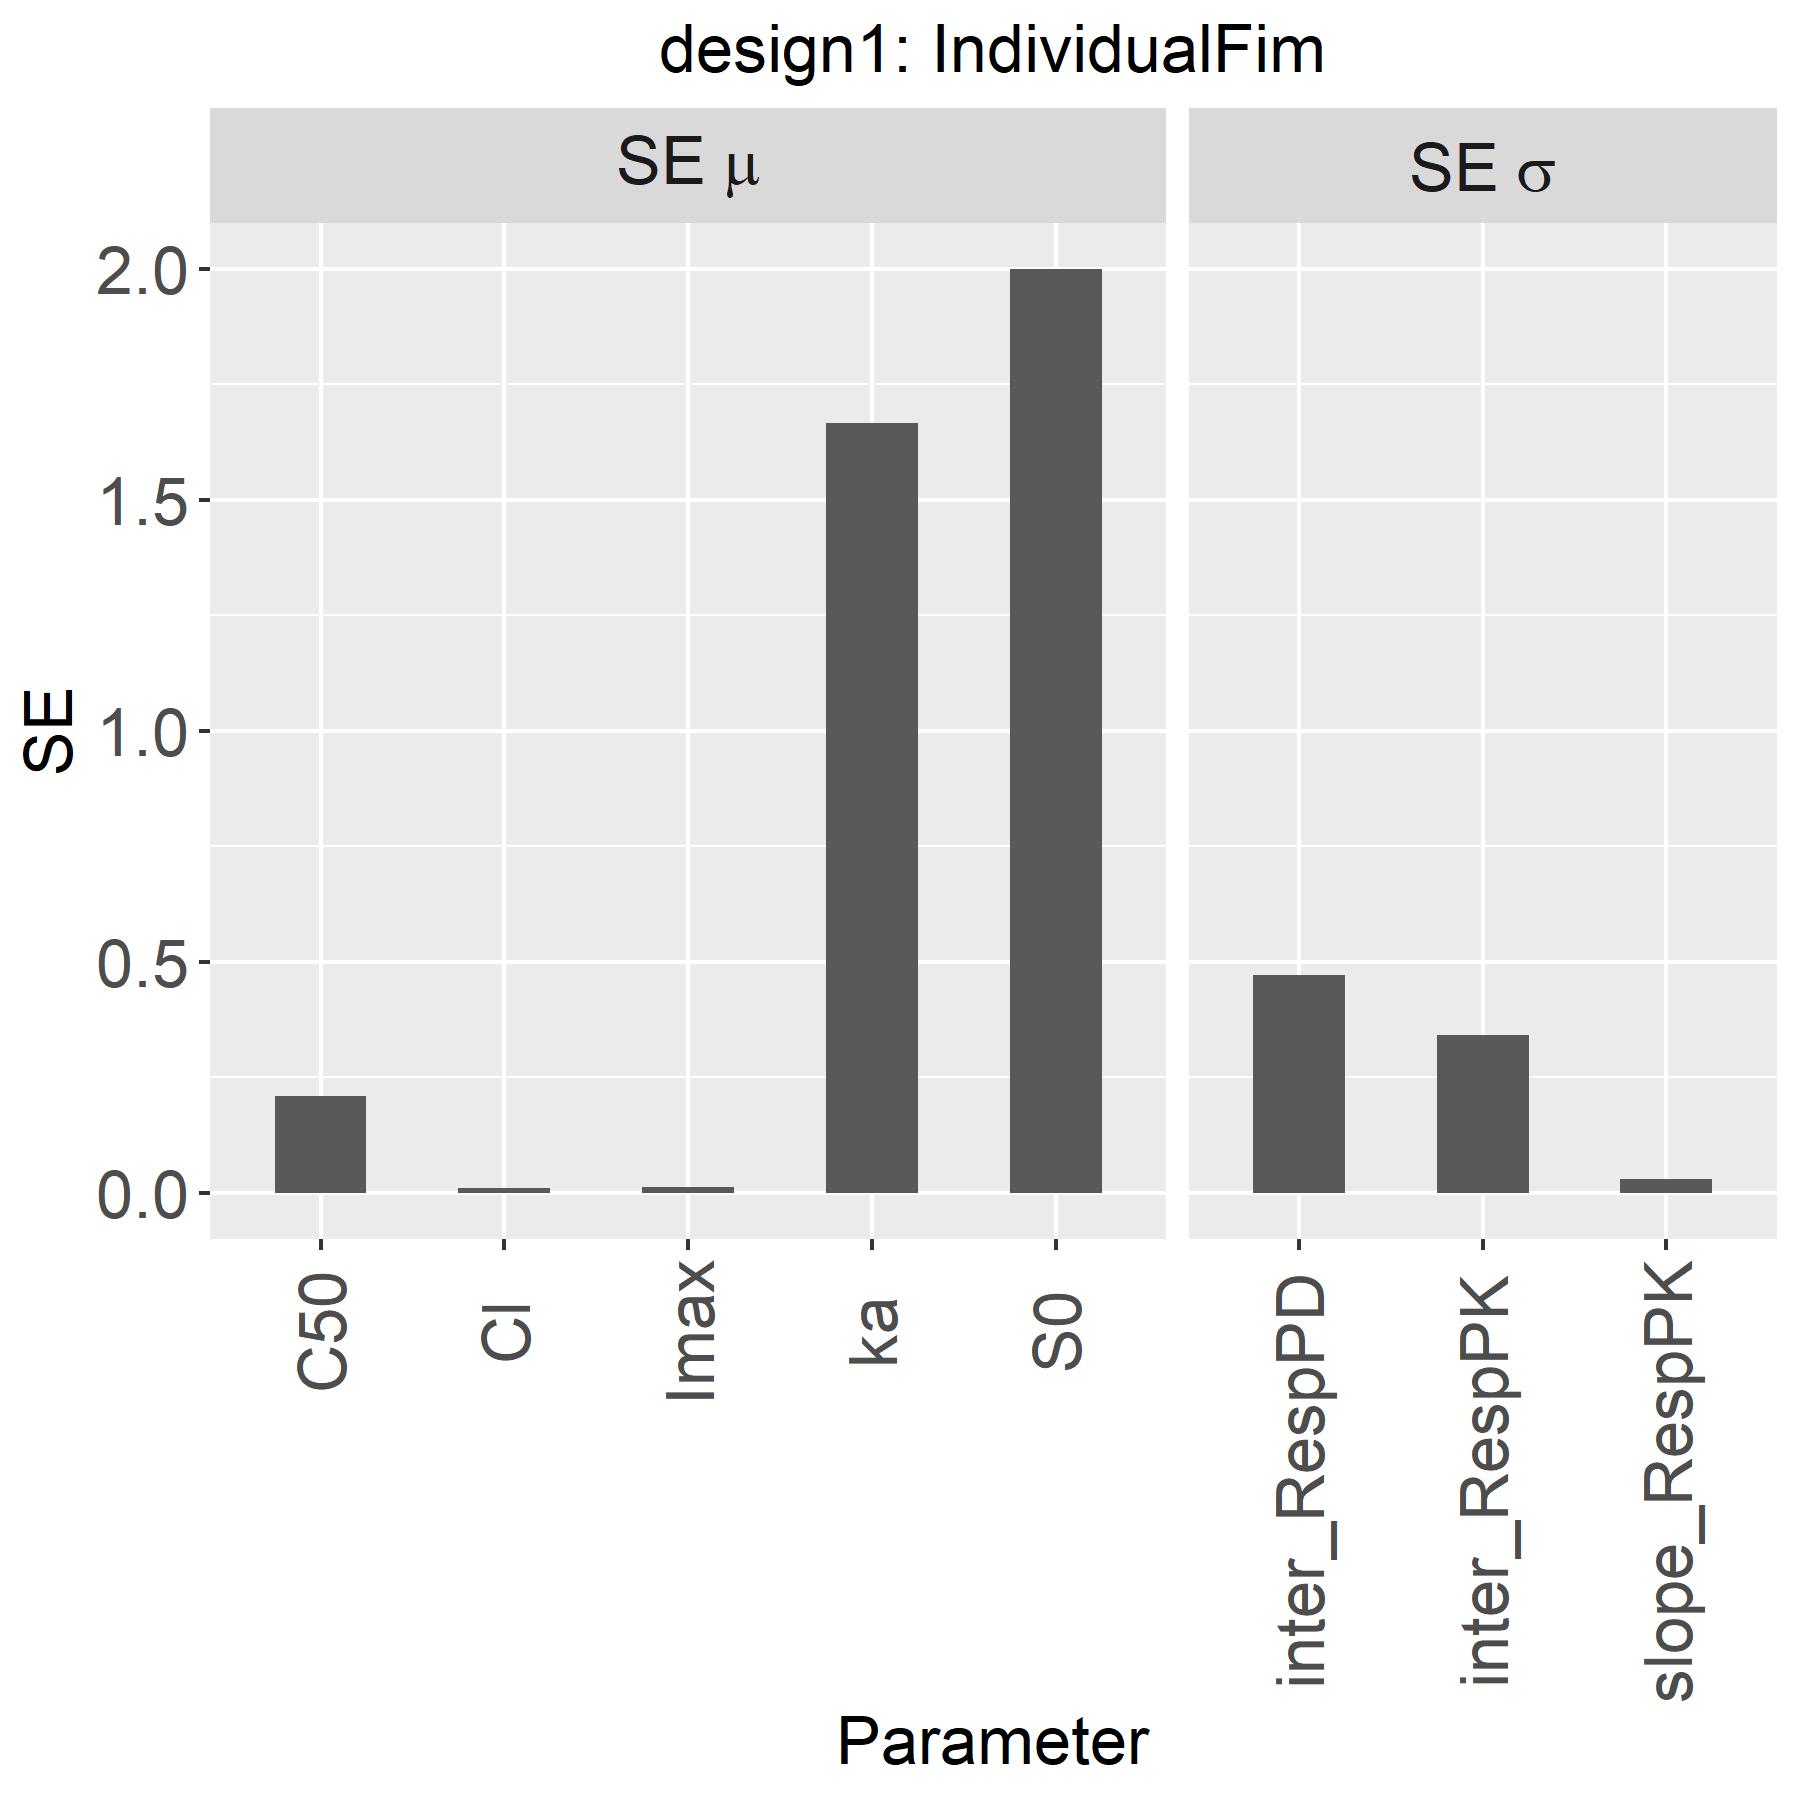 design1: IndividualFim
SE μ
SE σ
SE
2.0
1.5
1.0
0.5
0.0
C50
Cl
Imax
ka
S0
inter_RespPD
inter_RespPK
slope_RespPK
Parameter